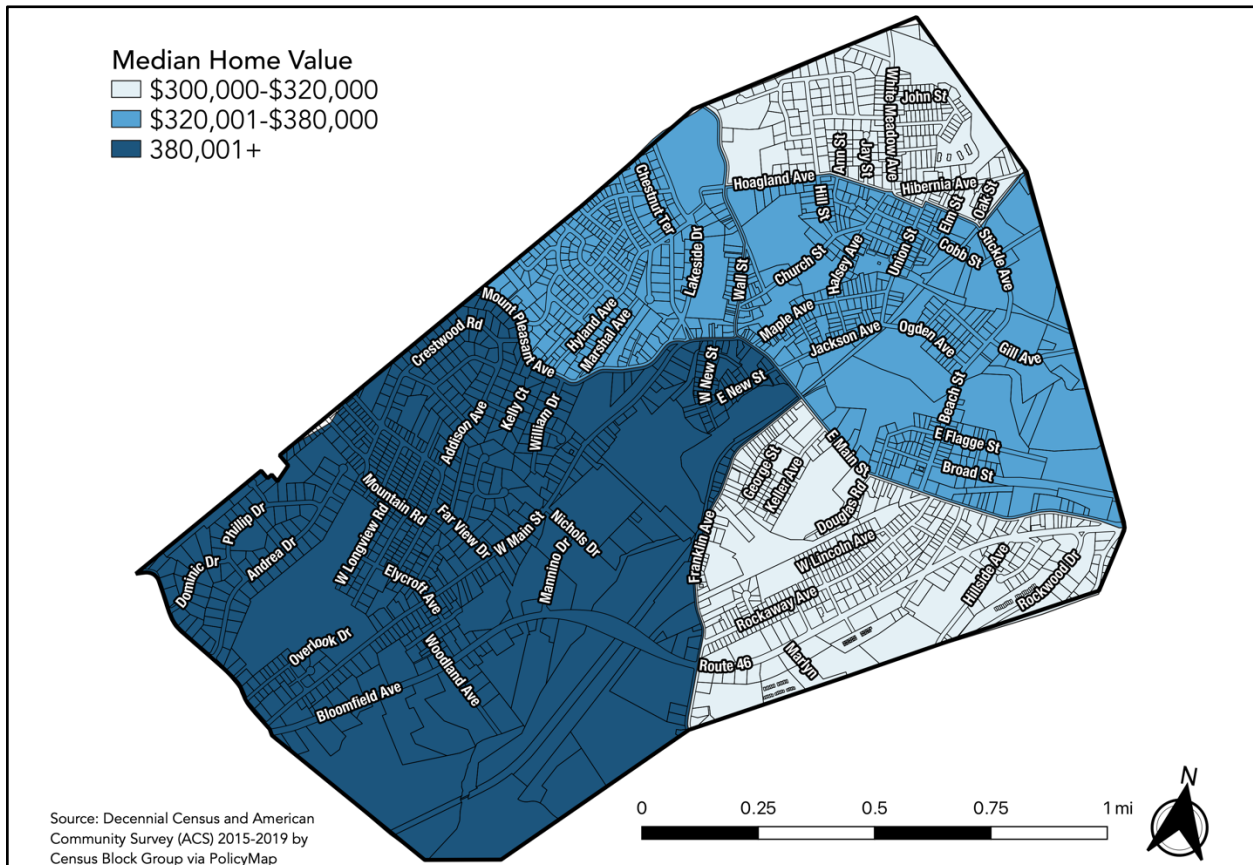 Median Home Value
$300,000-$320,000
$320,001-$380,000
380,001+
White Meadow Ave
John St
Ann St
Jay St
Hoagland Ave
Hibernia Ave
Oak St
Elm St
Hill St
Chestnut Ter
Lakeside Dr
Wall St
Church St
Halsey Ave
Union St
Cobb St
Stickle Ave
Mount Pleasant Ave
Crestwood Rd
Hyland Ave
Marshal Ave
Maple Ave
Jackson Ave
Ogden Ave
Gill Ave
W New St
E New St
Beach St
Addison Ave
Kelly Ct
William Dr
E Main St
E Flagge St
Broad St
George St
Keller Ave
Douglas Rd
Mountain Rd
Far View Dr
W Main St
Nichols Dr
Phillip Dr
Andrea Dr
Dominic Dr
W Longview Rd
Elycroft Ave
Mannino Dr
Franklin Ave
W Lincoln Ave
Rockaway Ave
Hillside Ave
Rockwood Dr
Overlook Dr
Woodland Ave
Bloomfield Ave
Route 46
Marlyn
Source: Decennial Census and American
Community Survey (ACS) 2015-2019 by
Census Block Group via PolicyMap
0 0.25 0.5 0.75 1 mi
N